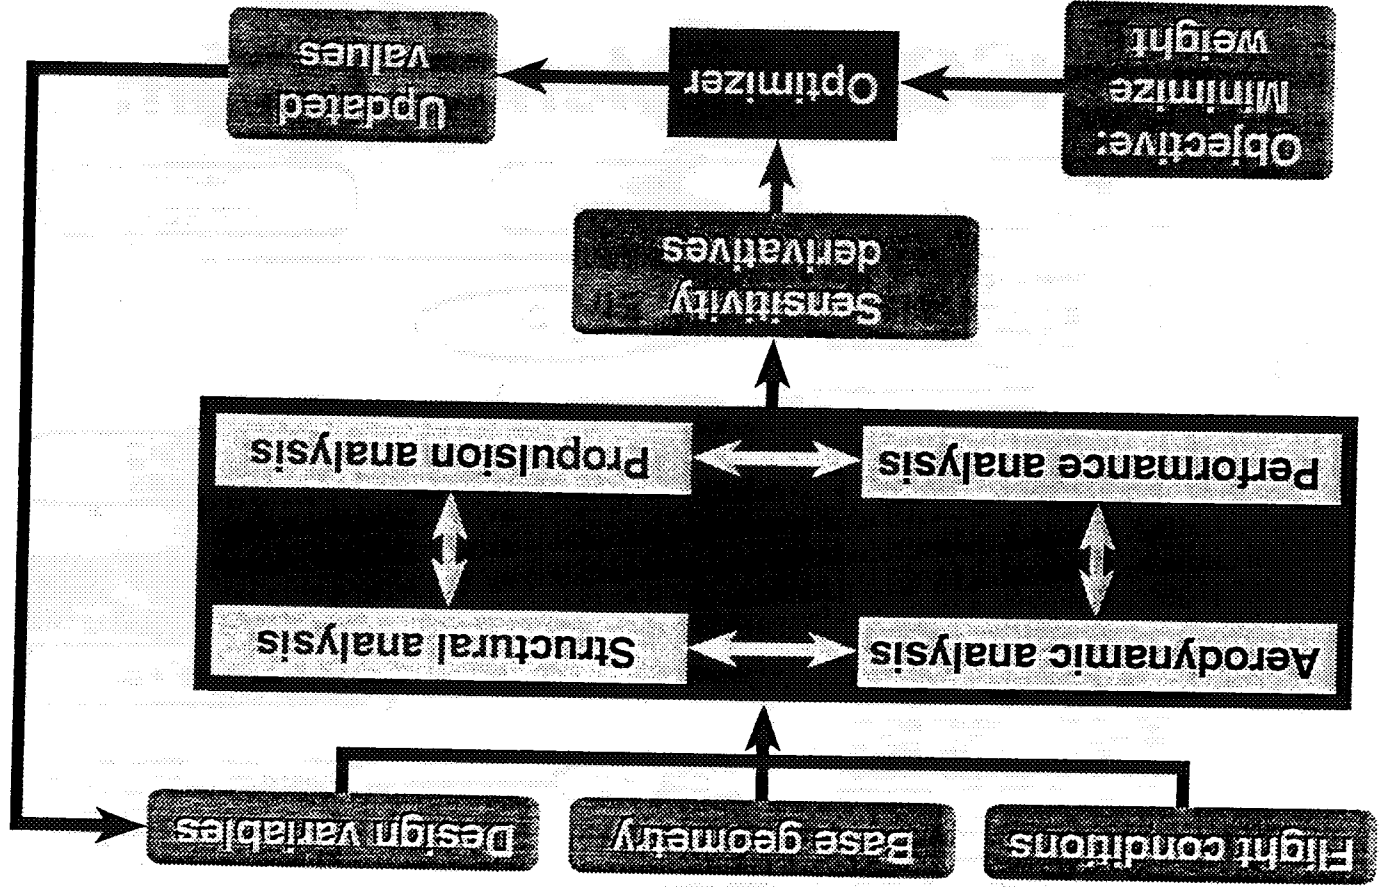 Flight conditions
Base geometry
Design variables
Aerodynamic analysis
Structural analysis
Performance analysis
Propulsion analysis
Sensitivity
derivatives
Objective:
Minimize
weight
Optimizer
Updated
values